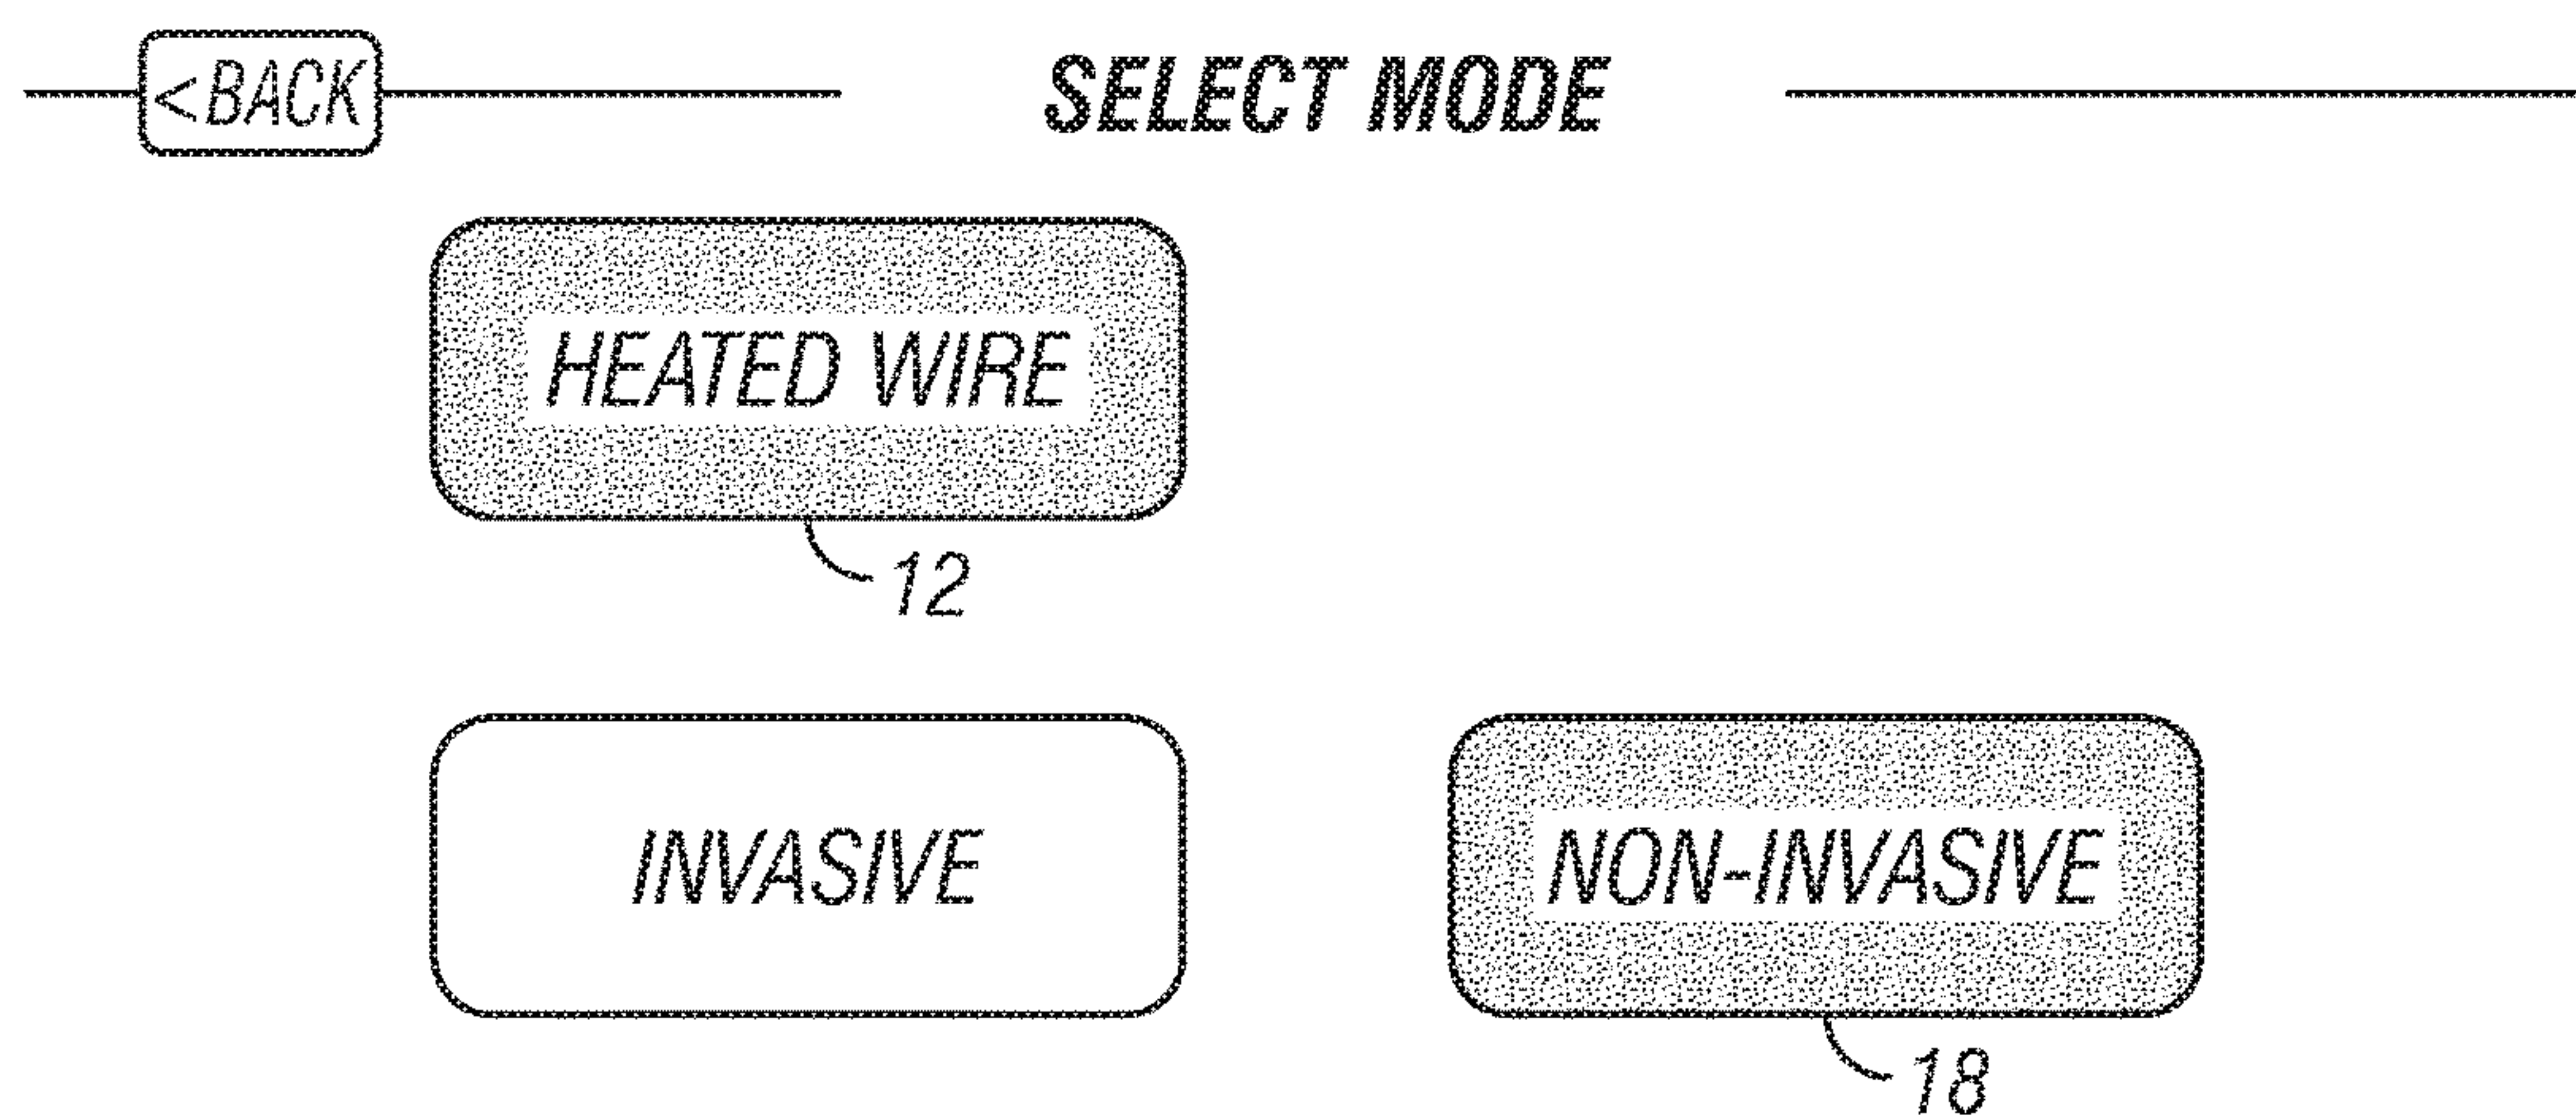 <BACK
SELECT MODE
HEATED WIRE
12
INVASIVE
NON-INVASIVE
18